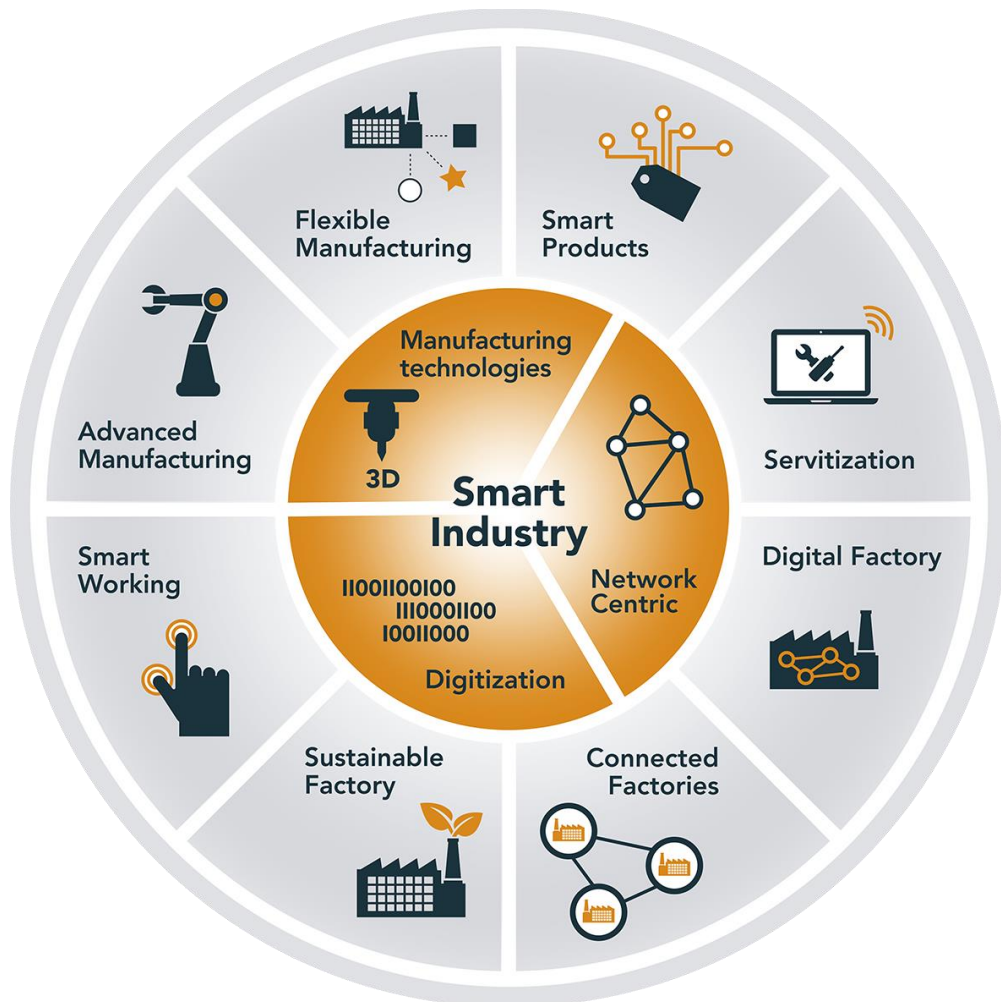 Flexible
Manufacturing
Smart
Products
Advanced
Manufacturing
Servitization
Smart
Working
Digital Factory
Sustainable
Factory
Connected
Factories
Manufacturing
technologies
3D
Smart
Industry
Network
Centric
II00II00I00
III000II00
I00II000
Digitization